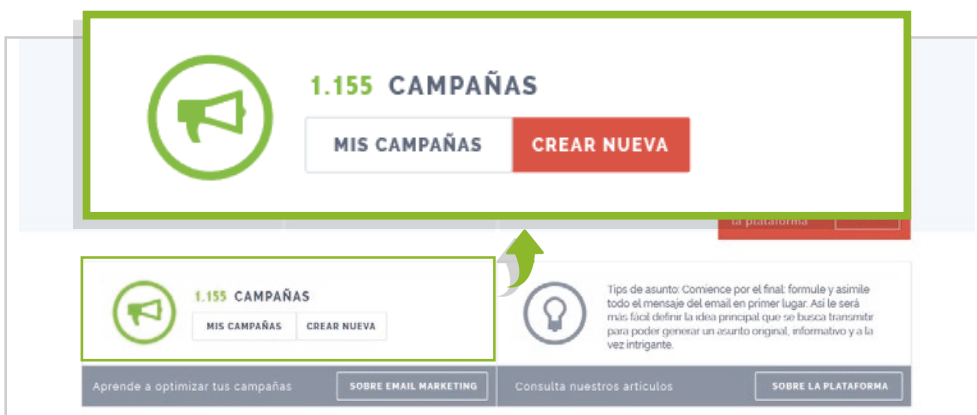 1.155 CAMPAÑAS
MIS CAMPAÑAS CREAR NUEVA
la plataforma
1.155 CAMPAÑAS
MIS CAMPAÑAS CREAR NUEVA
Tips de asunto: Comience por el final: formule y asimile
todo el mensaje del email en primer lugar. Así le será
más fácil definir la idea principal que se busca transmitir
para poder generar un asunto original, informativo y a la
vez intrigante.
Aprende a optimizar tus campañas SOBRE EMAIL MARKETING
Consulta nuestros artículos SOBRE LA PLATAFORMA